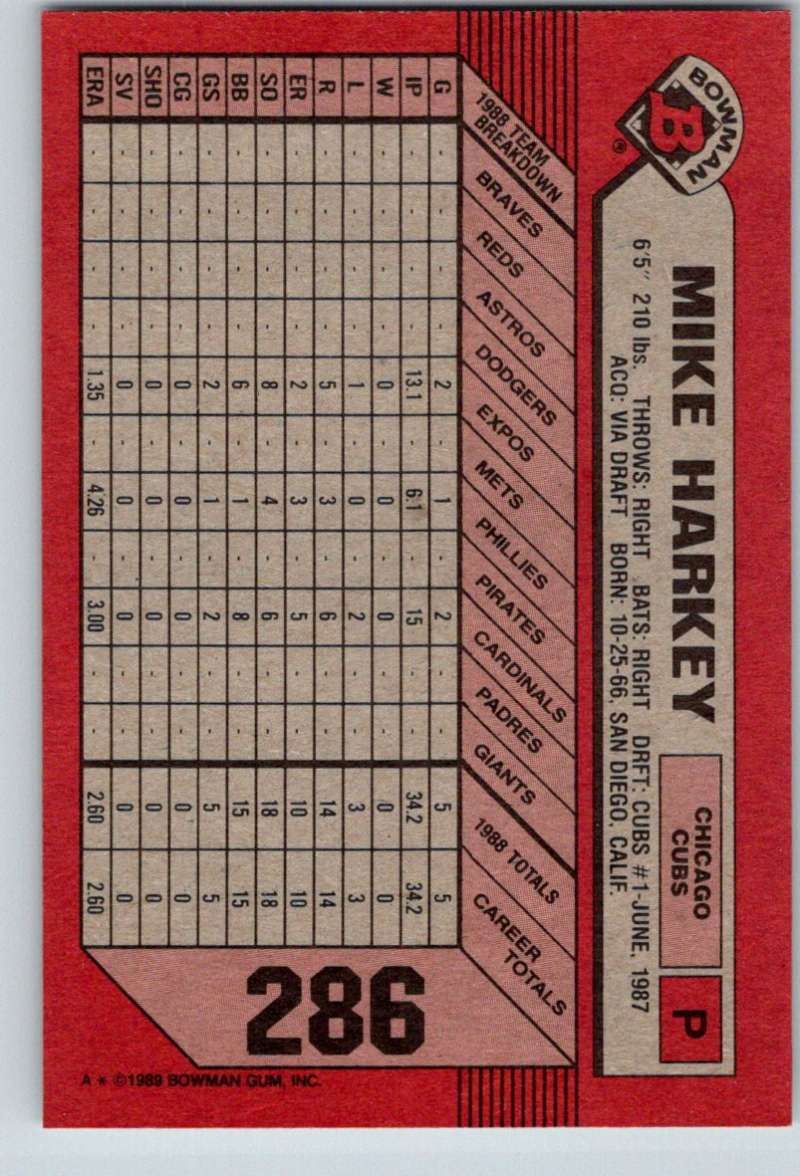 BOWMAN
B
®
MIKE HARKEY
CHICAGO
CUBS
P
6'5" 210 lbs. THROWS: RIGHT BATS: RIGHT DRFT: CUBS #1-JUNE, 1987
ACQ: VIA DRAFT BORN: 10-25-66, SAN DIEGO, CALIF.
1988 TEAM
BREAKDOWN
BRAVES
REDS
ASTROS
DODGERS
EXPOS
METS
PHILLIES
PIRATES
CARDINALS
PADRES
GIANTS
1988 TOTALS
CAREER
TOTALS
G - - - - 2 - 1 - 2 - - 5 5
IP - - - - 13.1 - 6.1 - 15 - - 34.2 34.2
W - - - - 0 - 0 - 0 - - 0 0
L - - - - 1 - 0 - 2 - - 3 3
R - - - - 5 - 3 - 6 - - 14 14
ER - - - - 2 - 3 - 5 - - 10 10
SO - - - - 8 - 4 - 6 - - 18 18
BB - - - - 6 - 1 - 8 - - 15 15
GS - - - - 2 - 1 - 2 - - 5 5
CG - - - - 0 - 0 - 0 - - 0 0
SHO - - - - 0 - 0 - 0 - - 0 0
SV - - - - 0 - 0 - 0 - - 0 0
ERA - - - - 1.35 - 4.26 - 3.00 - - 2.60 2.60
286
A * ©1989 BOWMAN GUM, INC.